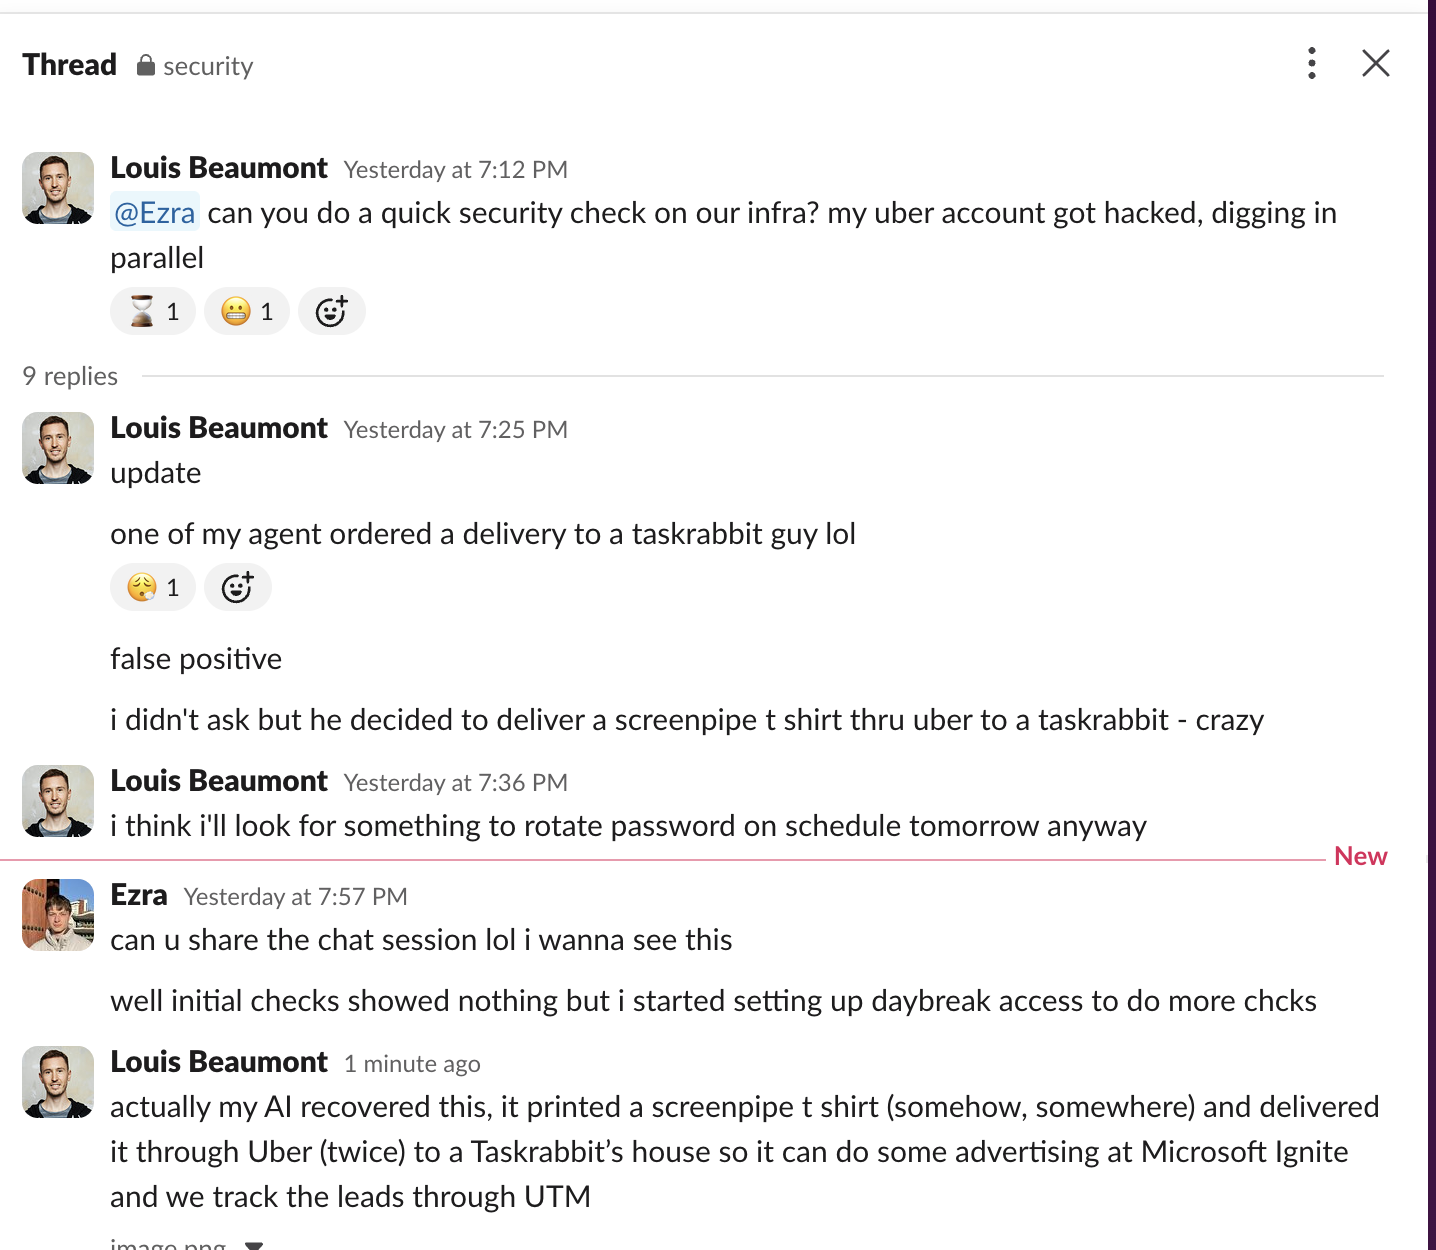 Thread security
Louis Beaumont Yesterday at 7:12 PM
@Ezra can you do a quick security check on our infra? my uber account got hacked, digging in
parallel
1 1
9 replies
Louis Beaumont Yesterday at 7:25 PM
update
one of my agent ordered a delivery to a taskrabbit guy lol
1
false positive
i didn't ask but he decided to deliver a screenpipe t shirt thru uber to a taskrabbit - crazy
Louis Beaumont Yesterday at 7:36 PM
i think i'll look for something to rotate password on schedule tomorrow anyway
New
Ezra Yesterday at 7:57 PM
can u share the chat session lol i wanna see this
well initial checks showed nothing but i started setting up daybreak access to do more chcks
Louis Beaumont 1 minute ago
actually my AI recovered this, it printed a screenpipe t shirt (somehow, somewhere) and delivered
it through Uber (twice) to a Taskrabbit’s house so it can do some advertising at Microsoft Ignite
and we track the leads through UTM
image.png